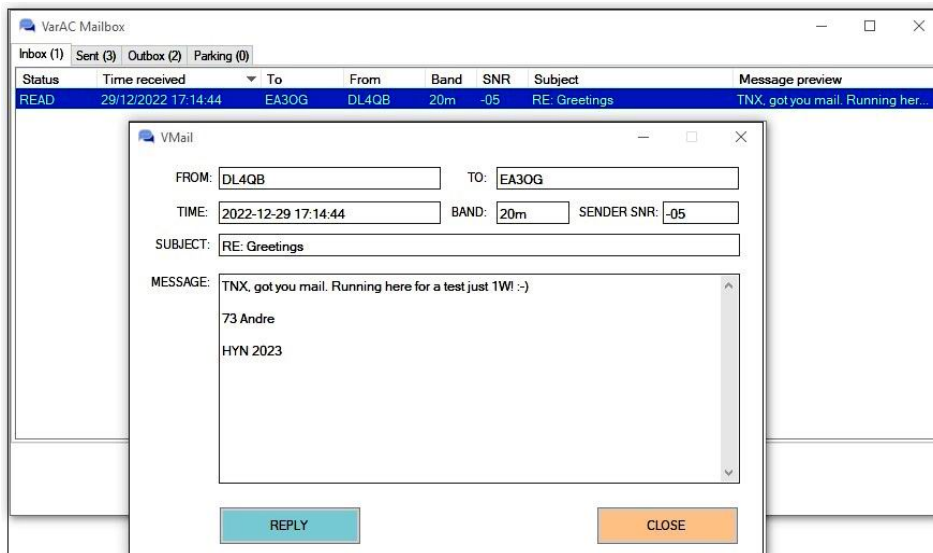 VarAC Mailbox
Inbox (1) Sent (3) Outbox (2) Parking (0)
Status Time received To From Band SNR Subject Message preview
READ 29/12/2022 17:14:44 EA3OG DL4QB 20m -05 RE: Greetings TNX, got you mail. Running her...
VMail
FROM: DL4QB TO: EA3OG
TIME: 2022-12-29 17:14:44 BAND: 20m SENDER SNR: -05
SUBJECT: RE: Greetings
MESSAGE: TNX, got you mail. Running here for a test just 1W! :-)
73 Andre
HYN 2023
REPLY CLOSE